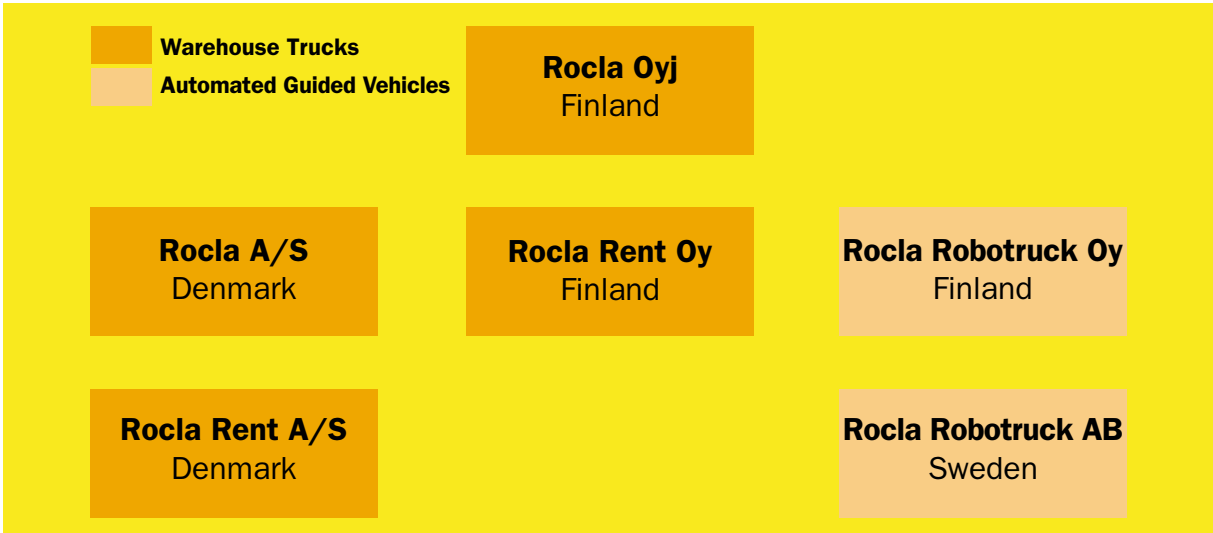 Warehouse Trucks
Automated Guided Vehicles
Rocla Oyj
Finland
Rocla A/S
Denmark
Rocla Rent Oy
Finland
Rocla Robotruck Oy
Finland
Rocla Rent A/S
Denmark
Rocla Robotruck AB
Sweden